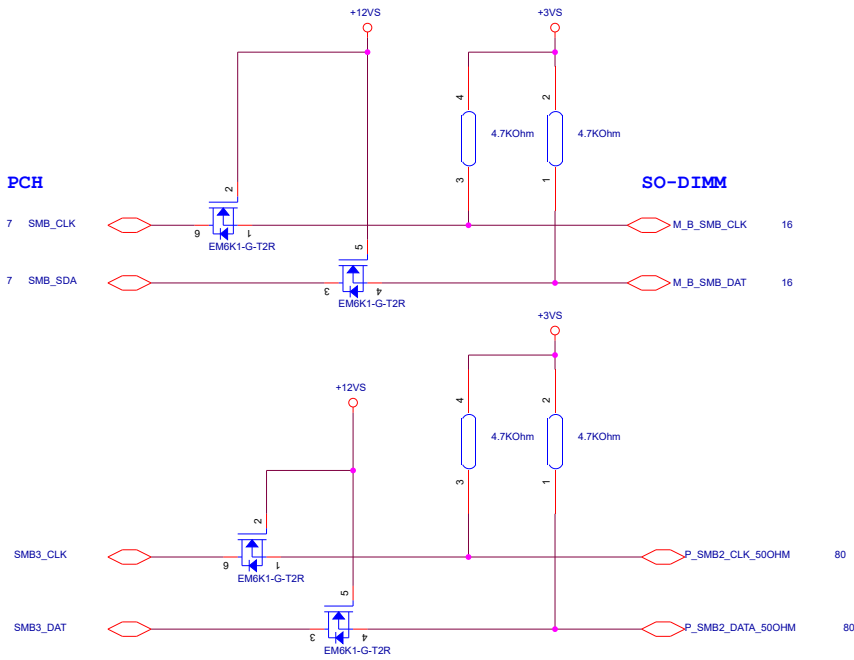 +12VS
+3VS
4
2
4.7KOhm
4.7KOhm
3
1
PCH
SO-DIMM
2
7 SMB_CLK
6
1
M_B_SMB_CLK 16
EM6K1-G-T2R
5
7 SMB_SDA
3
4
M_B_SMB_DAT 16
EM6K1-G-T2R
+3VS
+12VS
4
2
4.7KOhm
4.7KOhm
3
1
2
SMB3_CLK
6
1
P_SMB2_CLK_50OHM 80
EM6K1-G-T2R
5
SMB3_DAT
3
4
P_SMB2_DATA_50OHM 80
EM6K1-G-T2R